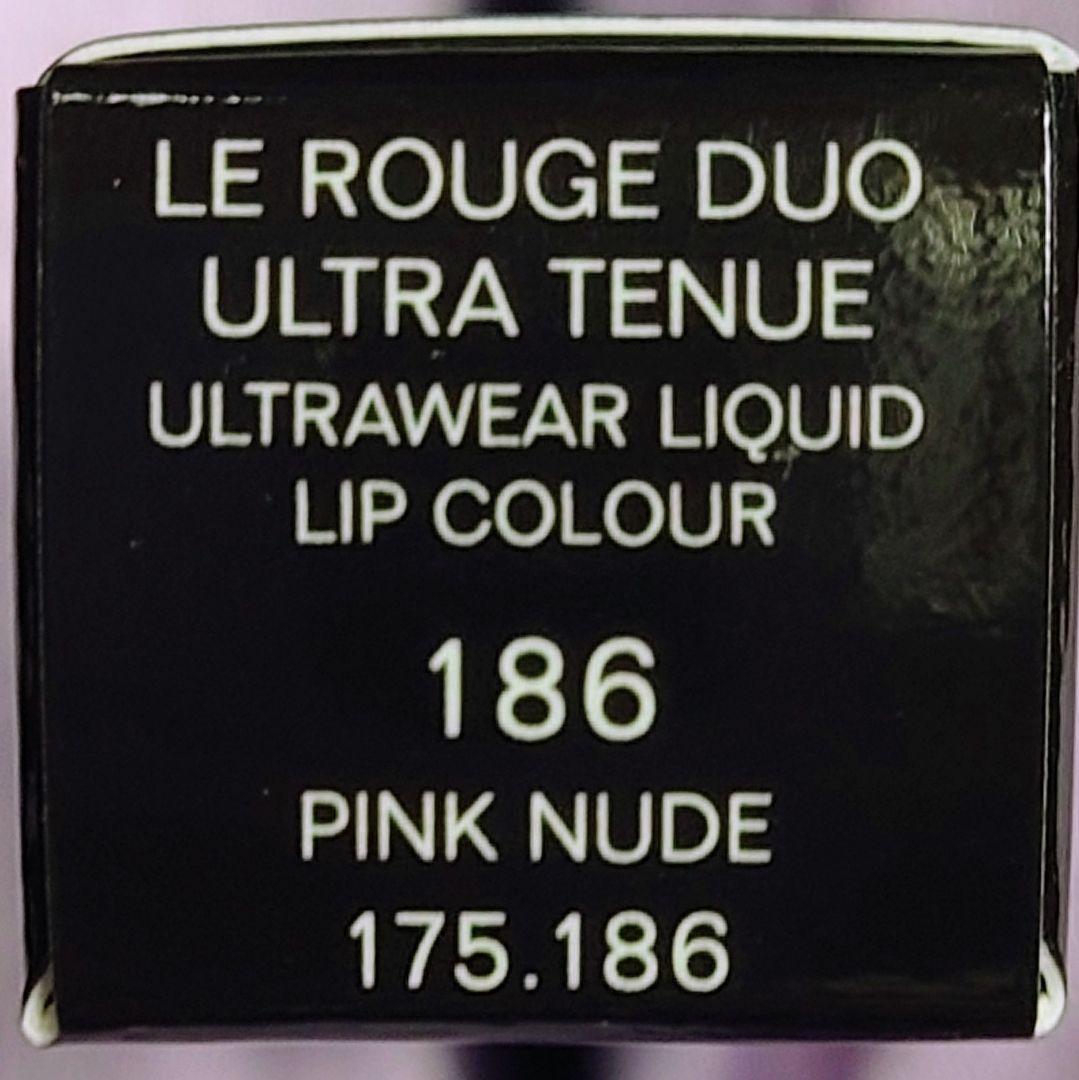 LE ROUGE DUO
ULTRA TENUE
ULTRAWEAR LIQUID
LIP COLOUR
186
PINK NUDE
175.186